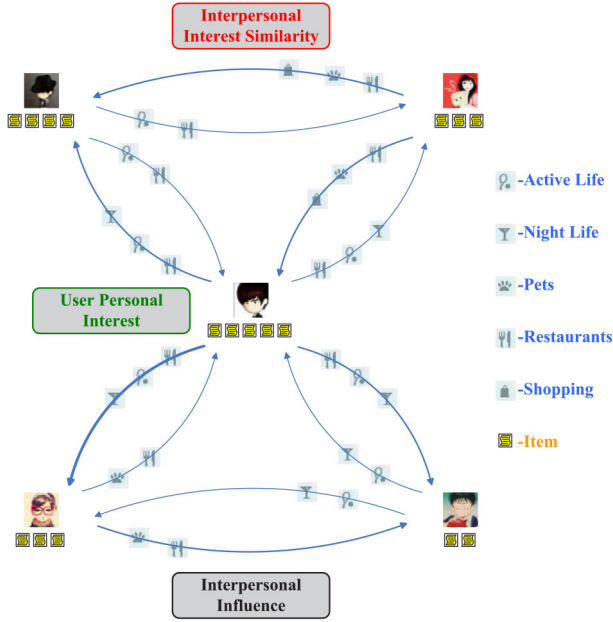 Interpersonal
Interest Similarity
-Active Life
-Night Life
User Personal
Interest
-Pets
-Restaurants
-Shopping
-Item
Interpersonal
Influence